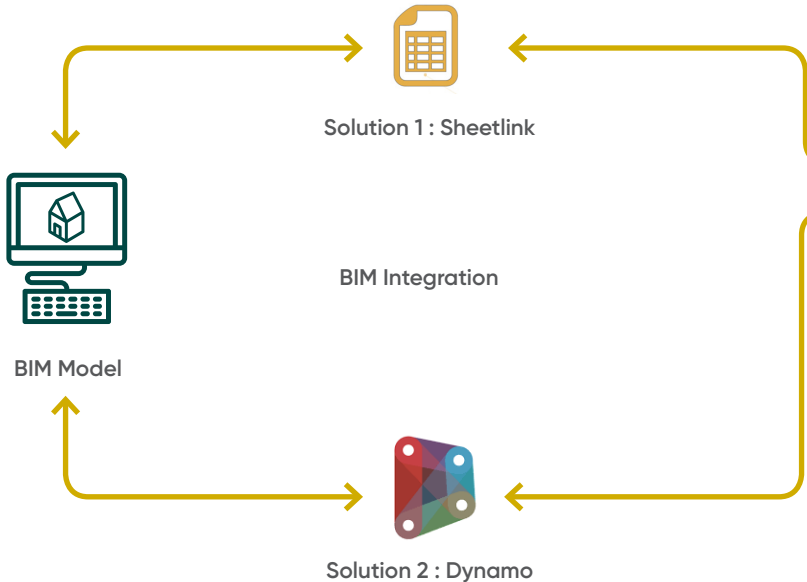 Solution 1 : Sheetlink
BIM Integration
BIM Model
Solution 2 : Dynamo